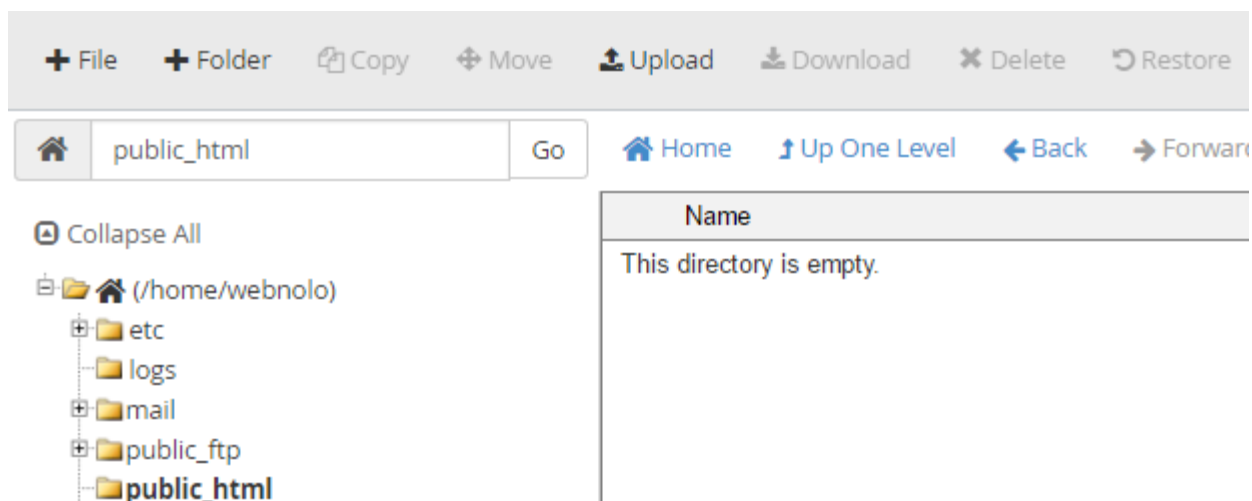 File Folder Copy Move Upload Download Delete Restore
public_html Go Home Up One Level Back Forward
Name
Collapse All
This directory is empty.
(/home/webnolo)
etc
logs
mail
public_ftp
public_html